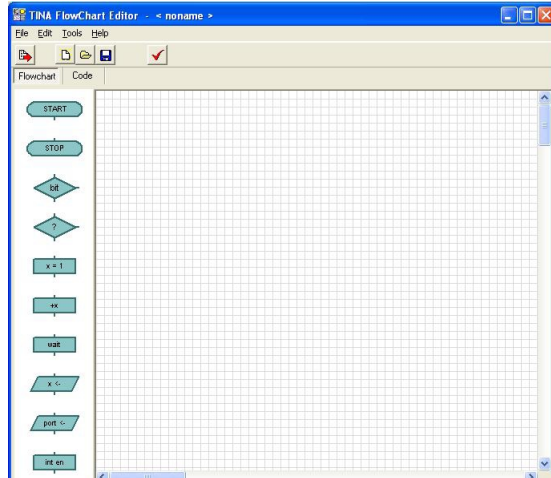 TINA FlowChart Editor - < noname >
File Edit Tools Help
Flowchart Code
START
STOP
bit
?
x = 1
+x
wait
x <-
port <-
int en